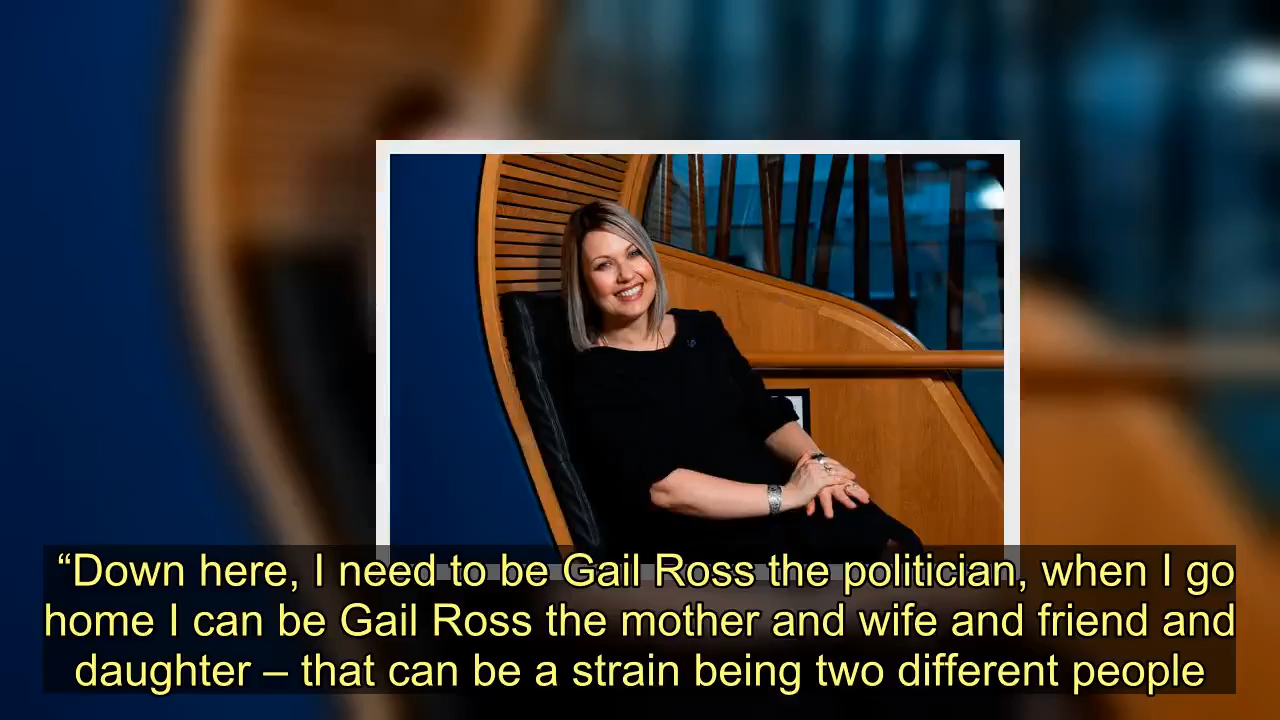 “Down here, I need to be Gail Ross the politician, when I go
home I can be Gail Ross the mother and wife and friend and
daughter – that can be a strain being two different people